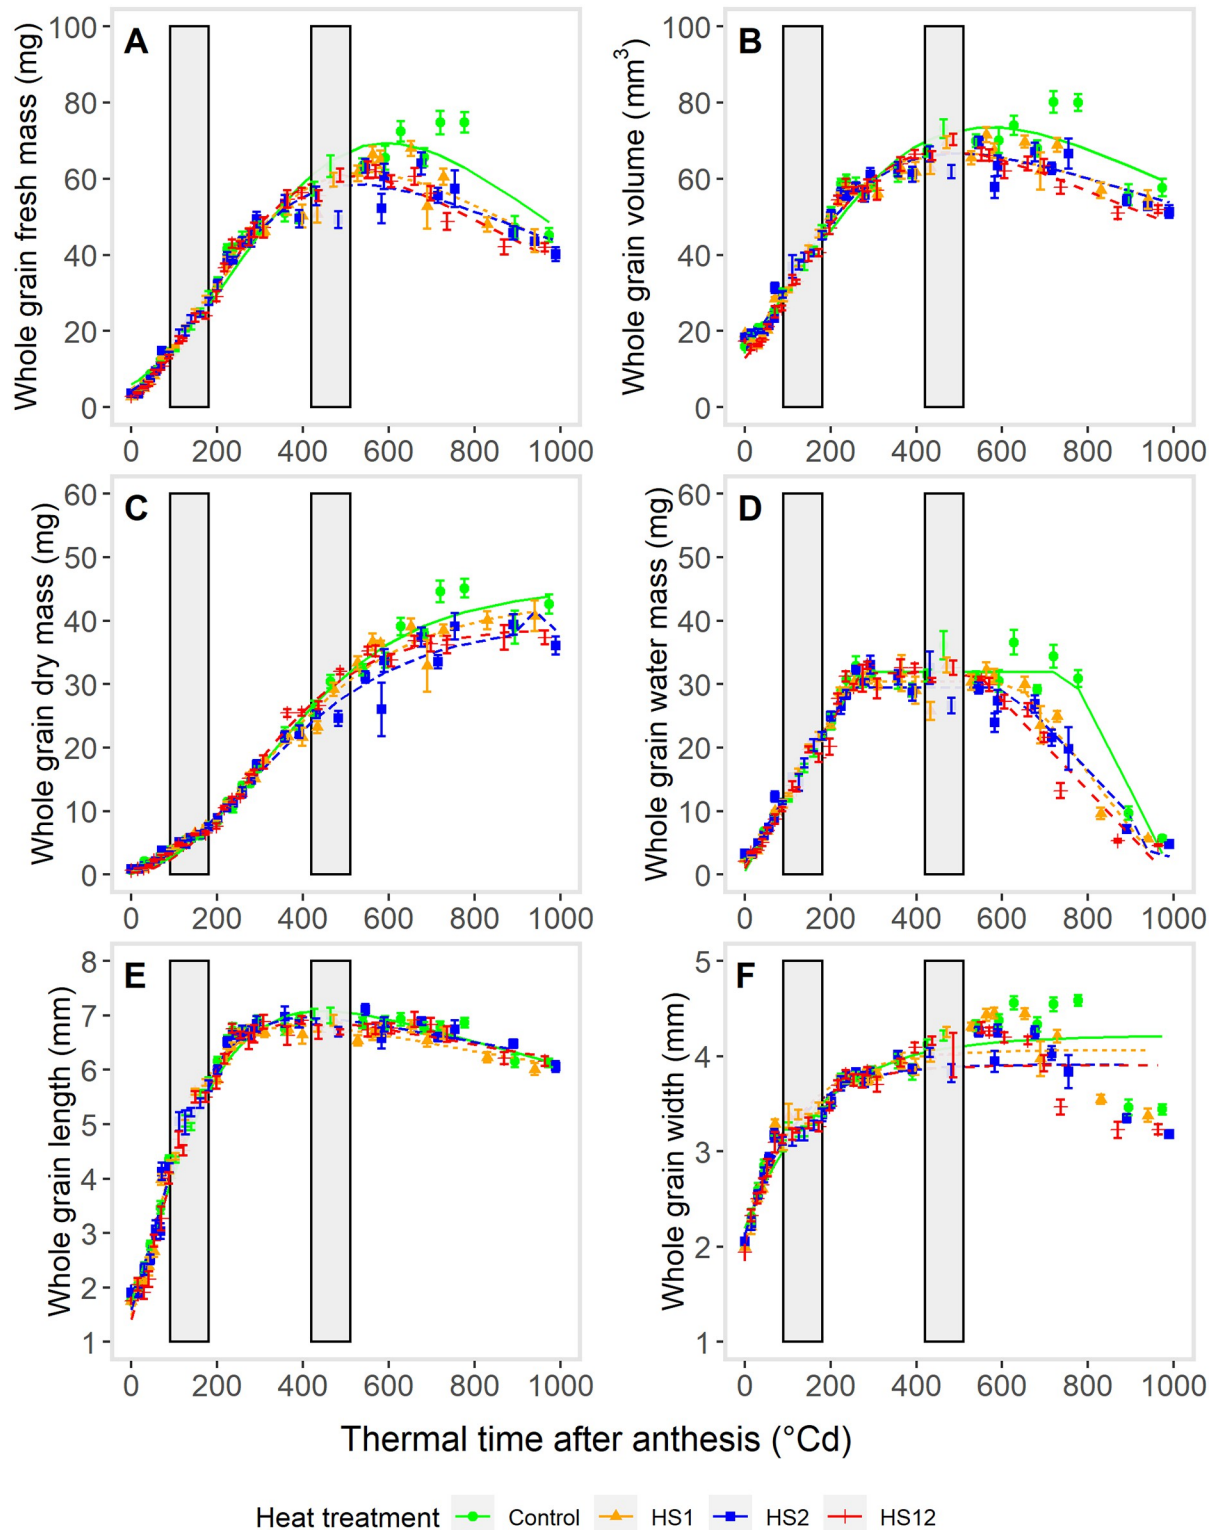 A
Whole grain fresh mass (mg)
100
80
60
40
20
0
0 200 400 600 800 1000
B
Whole grain volume (mm³)
100
80
60
40
20
0
0 200 400 600 800 1000
C
Whole grain dry mass (mg)
60
50
40
30
20
10
0
0 200 400 600 800 1000
D
Whole grain water mass (mg)
60
50
40
30
20
10
0
0 200 400 600 800 1000
E
Whole grain length (mm)
8
7
6
5
4
3
2
1
0 200 400 600 800 1000
F
Whole grain width (mm)
5
4
3
2
1
0 200 400 600 800 1000
Thermal time after anthesis (°Cd)
Heat treatment Control HS1 HS2 HS12